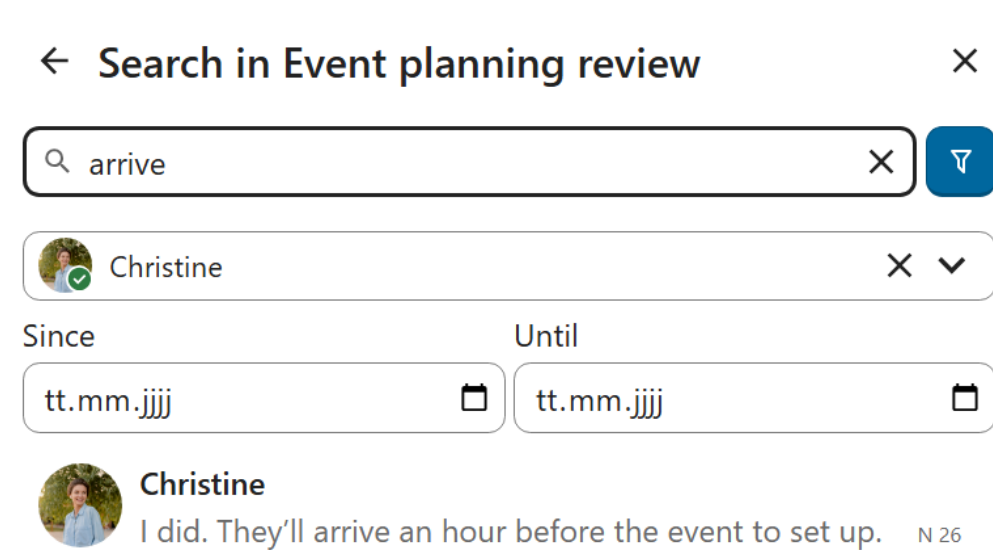 Search in Event planning review
arrive
Christine
Since Until
tt.mm.jjjj tt.mm.jjjj
Christine
I did. They’ll arrive an hour before the event to set up. N 26